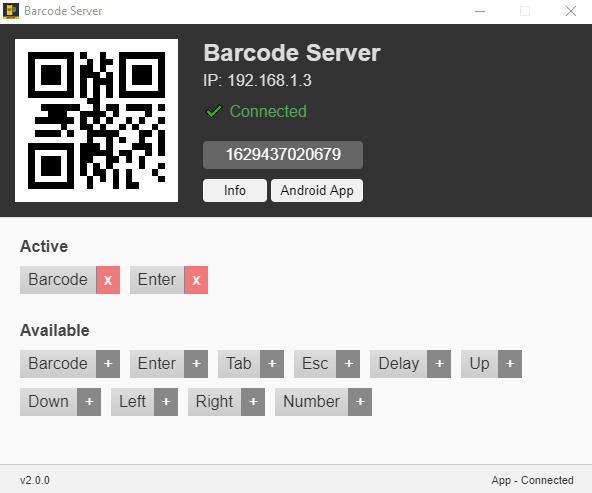 Barcode Server
Barcode Server
IP: 192.168.1.3
Connected
1629437020679
Info Android App
Active
Barcode x Enter x
Available
Barcode + Enter + Tab + Esc + Delay + Up +
Down + Left + Right + Number +
v2.0.0 App - Connected